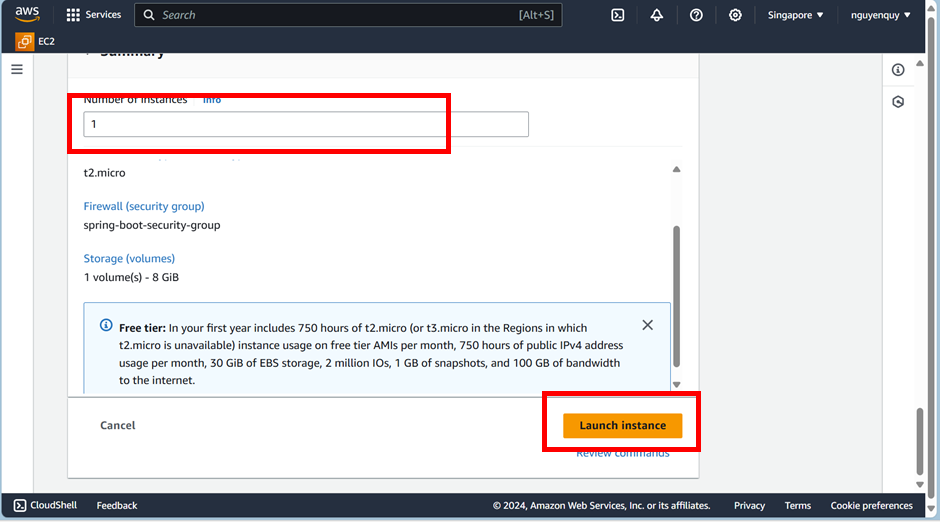 aws
Services
Search
[Alt+S]
Singapore
nguyenquy
EC2
Summary
Number of instances
Info
1
t2.micro
Firewall (security group)
spring-boot-security-group
Storage (volumes)
1 volume(s) - 8 GiB
Free tier: In your first year includes 750 hours of t2.micro (or t3.micro in the Regions in which
t2.micro is unavailable) instance usage on free tier AMIs per month, 750 hours of public IPv4 address
usage per month, 30 GiB of EBS storage, 2 million IOs, 1 GB of snapshots, and 100 GB of bandwidth
to the internet.
Cancel
Launch instance
Review commands
CloudShell
Feedback
© 2024, Amazon Web Services, Inc. or its affiliates.
Privacy
Terms
Cookie preferences